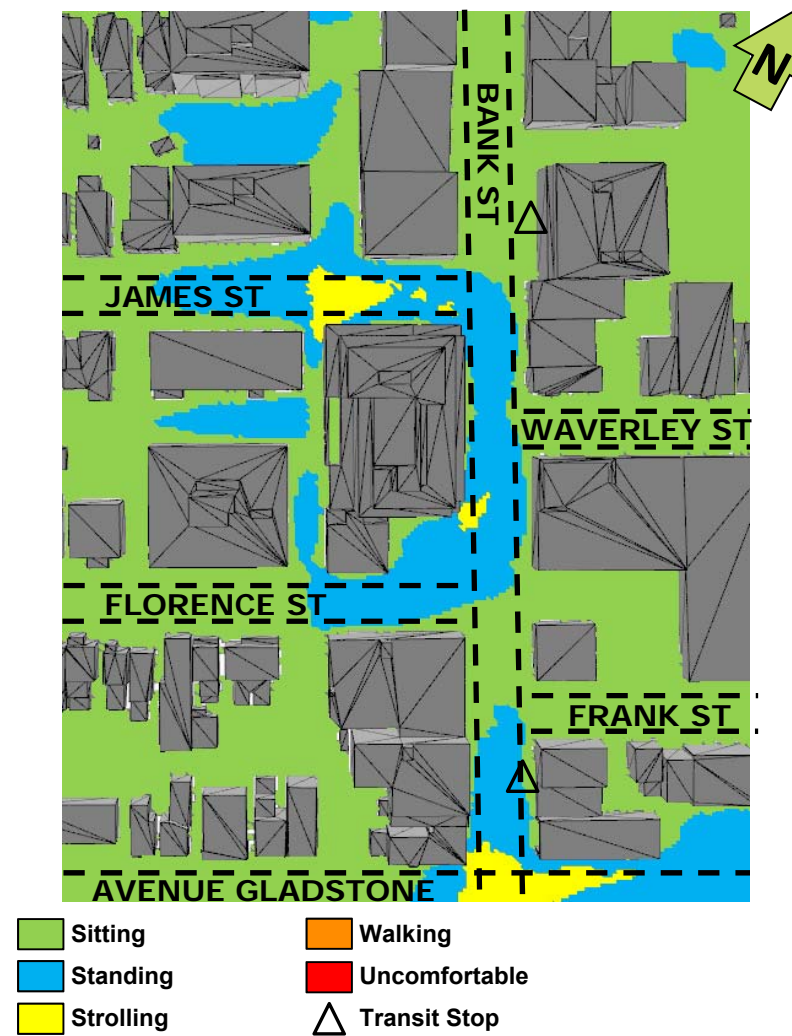 N
BANK ST
JAMES ST
WAVERLEY ST
FLORENCE ST
FRANK ST
AVENUE GLADSTONE
Sitting
Walking
Standing
Uncomfortable
Strolling
Transit Stop